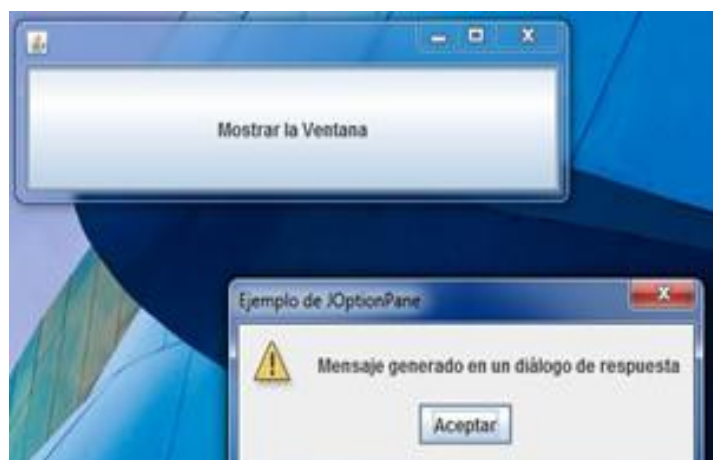 Mostrar la Ventana
Ejemplo de JOptionPane
Mensaje generado en un diálogo de respuesta
Aceptar